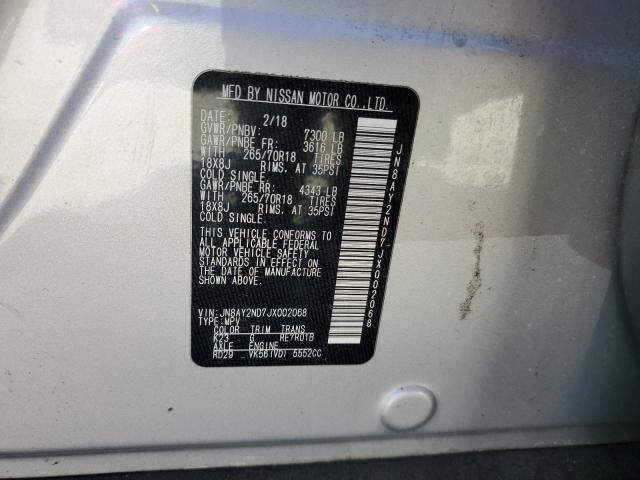 MFD BY NISSAN MOTOR CO.,LTD.
DATE: 2/18
GVWR/PNBV: 7300 LB
GAWR/PNBE FR: 3616 LB
WITH 265/70R18 TIRES
18X8J RIMS. AT 35PSI
COLD SINGLE.
GAWR/PNBE RR: 4343 LB
WITH 265/70R18 TIRES
18X8J RIMS. AT 35PSI
COLD SINGLE.
THIS VEHICLE CONFORMS TO
ALL APPLICABLE FEDERAL
MOTOR VEHICLE SAFETY
STANDARDS IN EFFECT ON
THE DATE OF MANUFACTURE
SHOWN ABOVE.
VIN: JN8AY2ND7JX002068
TYPE: MPV
COLOR TRIM TRANS
K23 G RE7R01B
AXLE ENGINE
RD29 VK56(VD) 5552CC
JN8AY2ND7JX002068